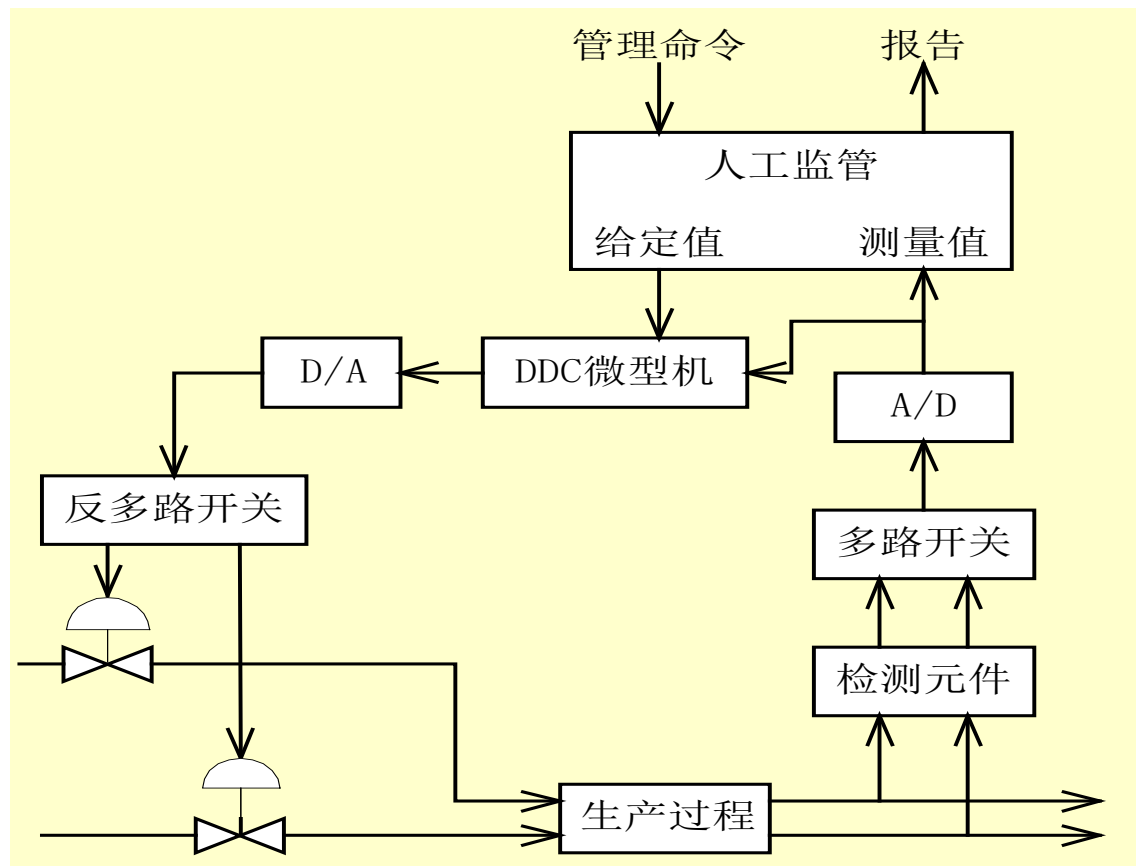 管理命令
报告
人工监管
给定值
测量值
D/A
DDC微型机
A/D
反多路开关
多路开关
检测元件
生产过程